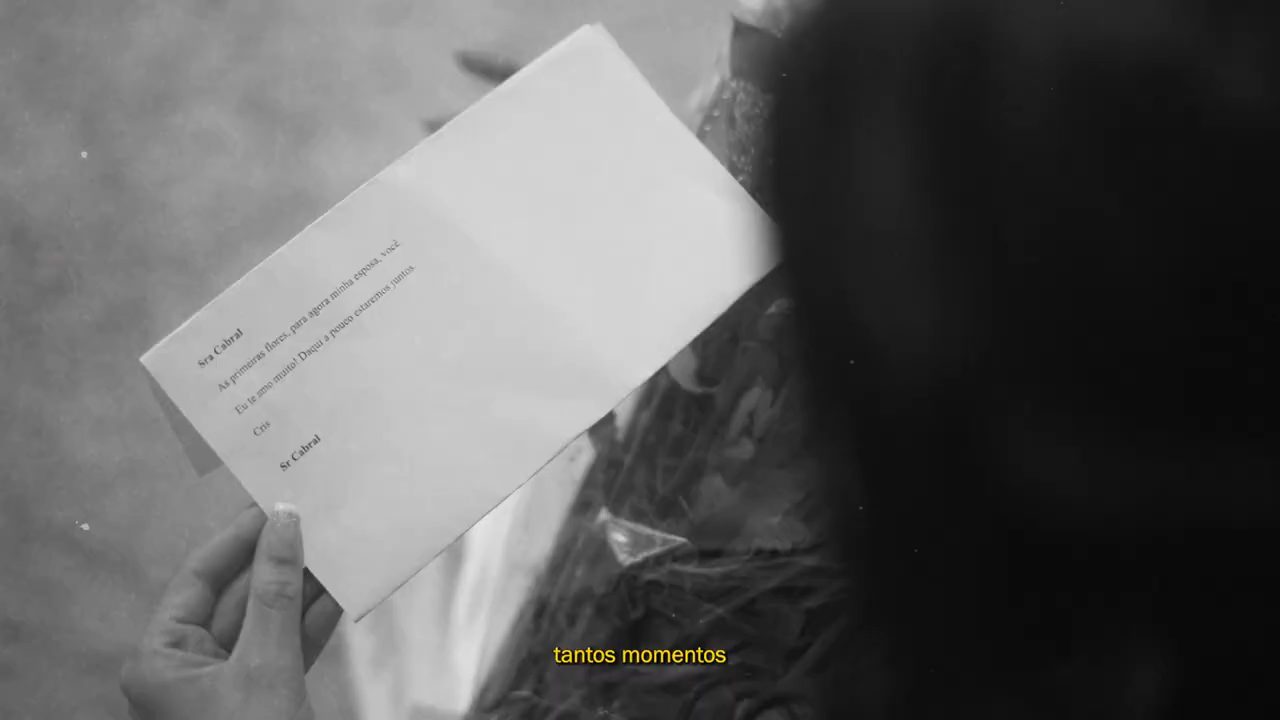 Sra Cabral
As primeiras flores, para agora minha esposa, você.
Eu te amo muito! Daqui a pouco estaremos juntos.
Cris
Sr Cabral
tantos momentos